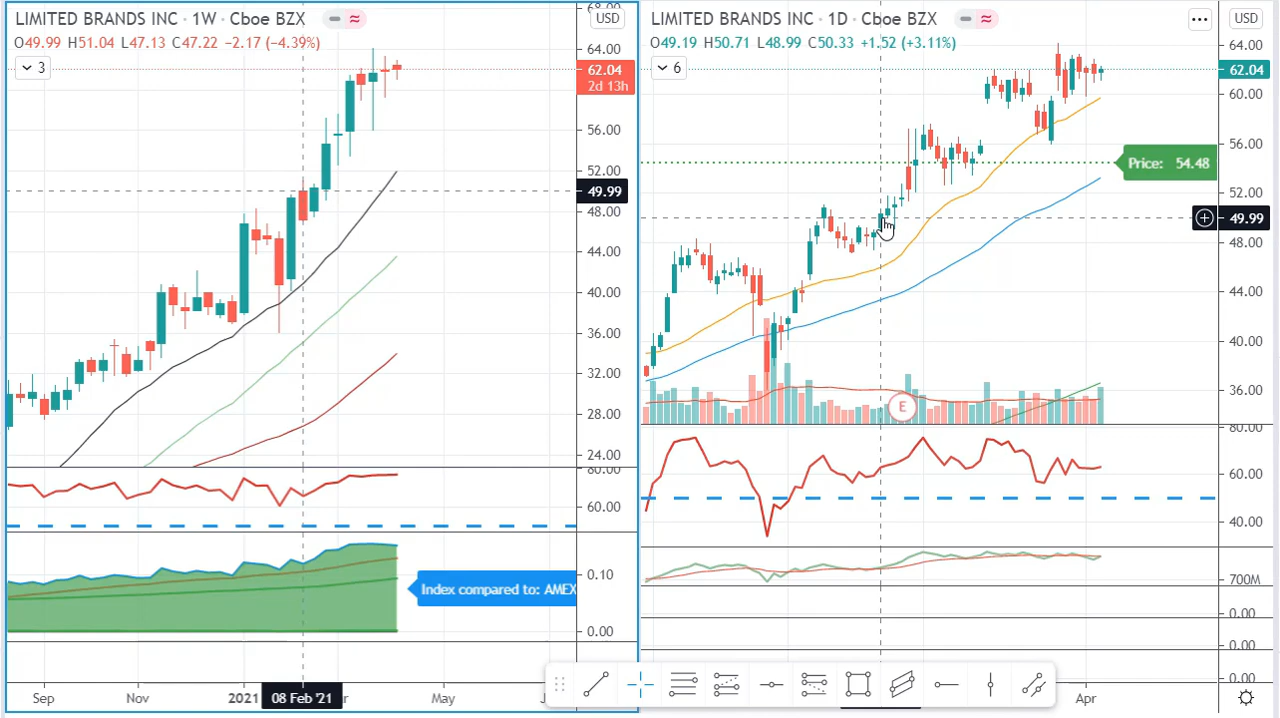 LIMITED BRANDS INC · 1W · Cboe BZX
USD
O49.99 H51.04 L47.13 C47.22 −2.17 (−4.39%)
3
68.00
64.00
62.04
2d 13h
56.00
52.00
49.99
48.00
44.00
40.00
36.00
32.00
28.00
24.00
80.00
60.00
0.10
Index compared to: AMEX
0.00
Sep
Nov
2021
08 Feb '21
May
LIMITED BRANDS INC · 1D · Cboe BZX
USD
O49.19 H50.71 L48.99 C50.33 +1.52 (+3.11%)
6
64.00
62.04
60.00
56.00
Price: 54.48
52.00
49.99
48.00
44.00
40.00
36.00
E
80.00
60.00
40.00
700M
0.00
0.00
0.00
Apr